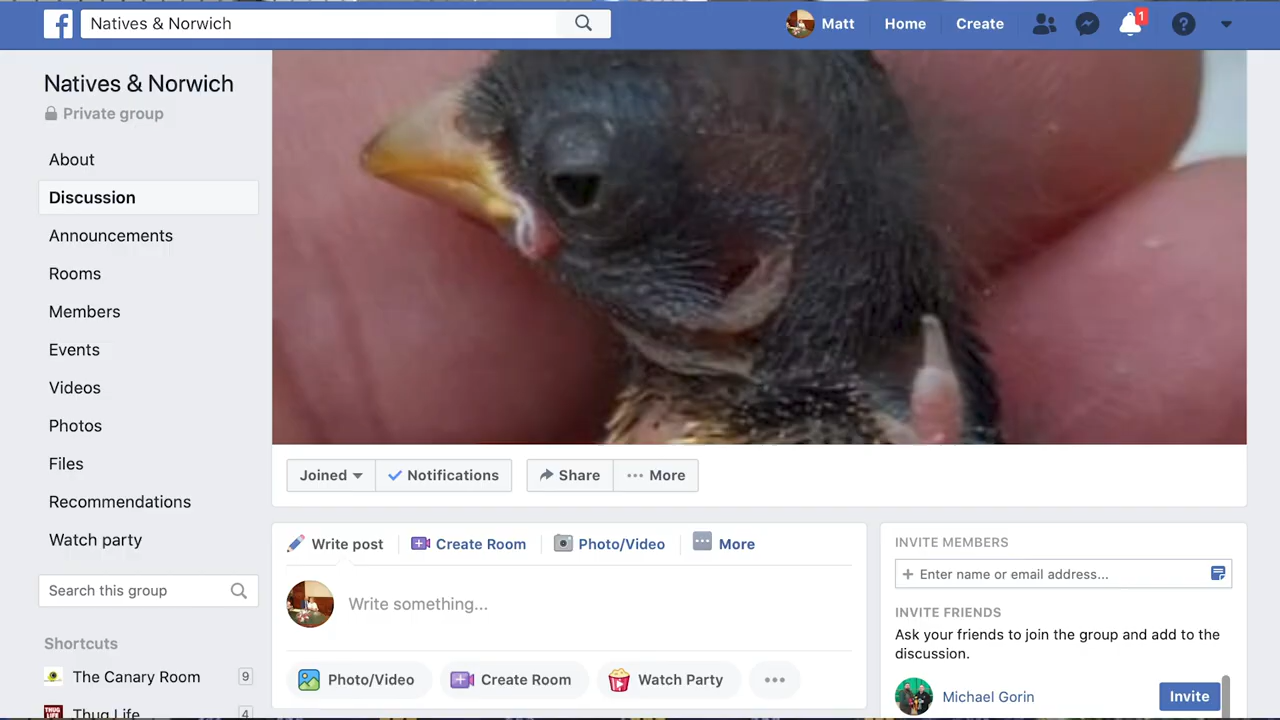 Natives & Norwich
Matt
Home
Create
1
Natives & Norwich
Private group
About
Discussion
Announcements
Rooms
Members
Events
Videos
Photos
Files
Recommendations
Watch party
Search this group
Shortcuts
The Canary Room 9
Thug Life 4
Joined
Notifications
Share
More
Write post
Create Room
Photo/Video
More
Write something...
Photo/Video
Create Room
Watch Party
INVITE MEMBERS
+ Enter name or email address...
INVITE FRIENDS
Ask your friends to join the group and add to the
discussion.
Michael Gorin
Invite